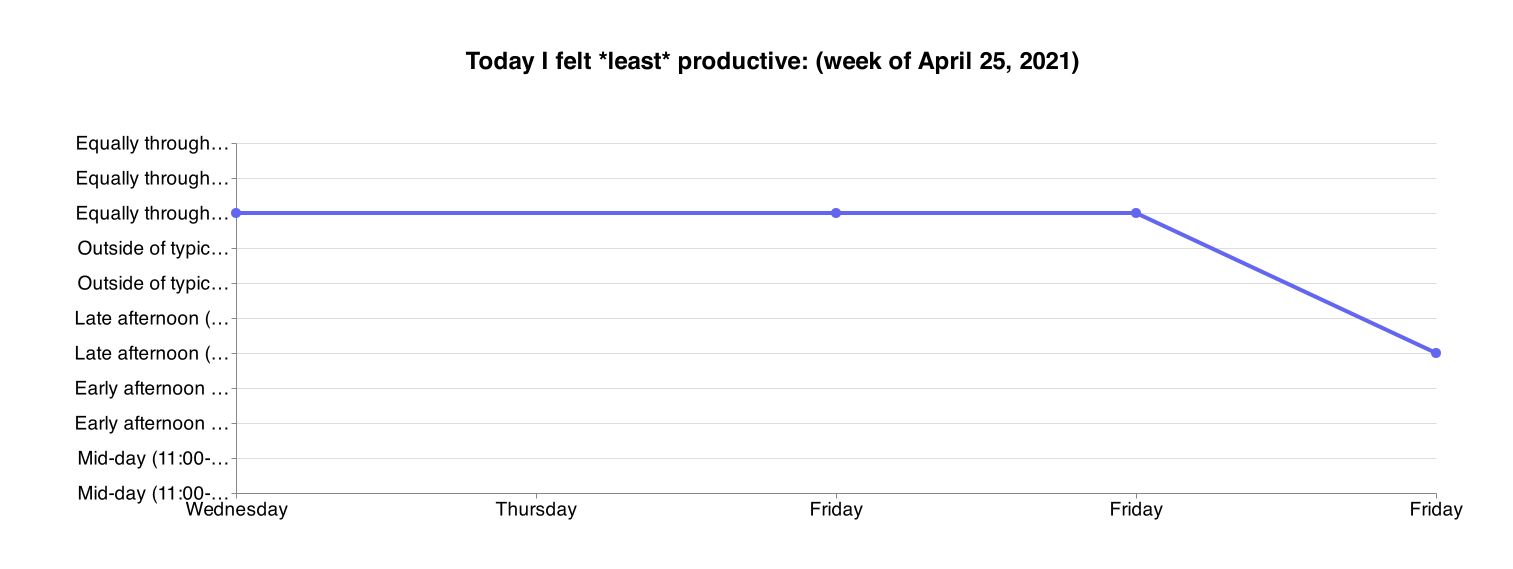 Today I felt *least* productive: (week of April 25, 2021)
Equally through…
Equally through…
Equally through…
Outside of typic…
Outside of typic…
Late afternoon (…
Late afternoon (…
Early afternoon …
Early afternoon …
Mid-day (11:00-…
Mid-day (11:00-…
Wednesday Thursday Friday Friday Friday